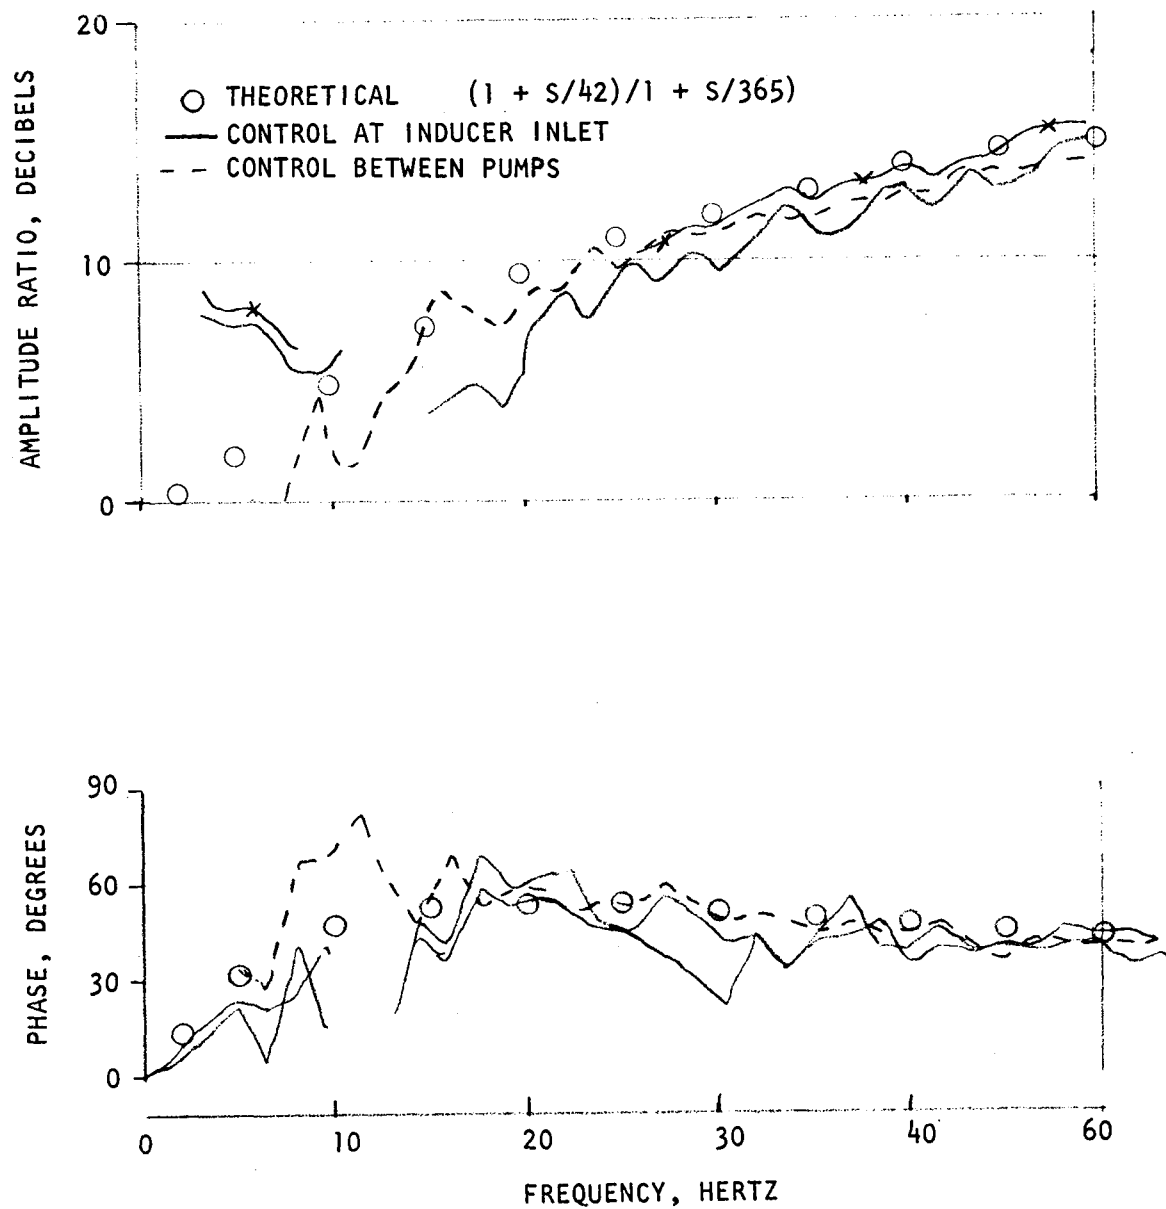 20
10
0
AMPLITUDE RATIO, DECIBELS
THEORETICAL (1 + S/42)/1 + S/365)
CONTROL AT INDUCER INLET
CONTROL BETWEEN PUMPS
90
60
30
0
PHASE, DEGREES
0 10 20 30 40 60
FREQUENCY, HERTZ